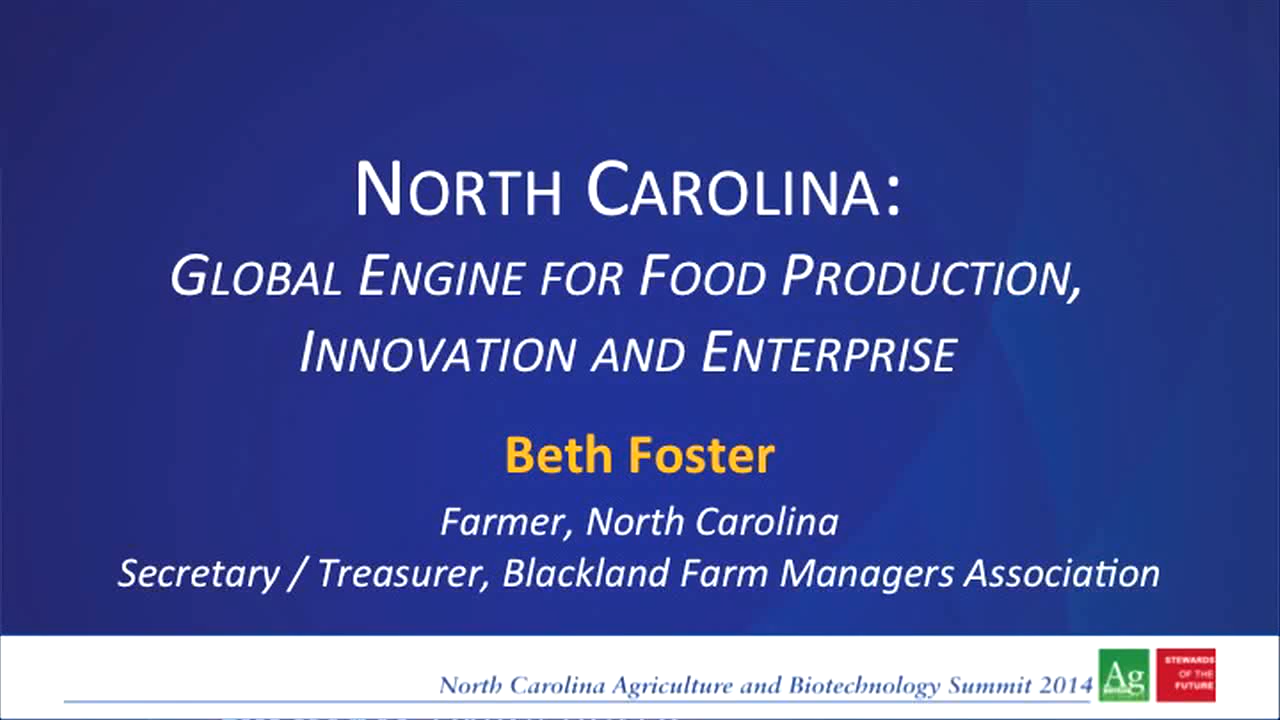 NORTH CAROLINA:
GLOBAL ENGINE FOR FOOD PRODUCTION,
INNOVATION AND ENTERPRISE
Beth Foster
Farmer, North Carolina
Secretary / Treasurer, Blackland Farm Managers Association
North Carolina Agriculture and Biotechnology Summit 2014
Ag
STEWARDS
OF THE
FUTURE